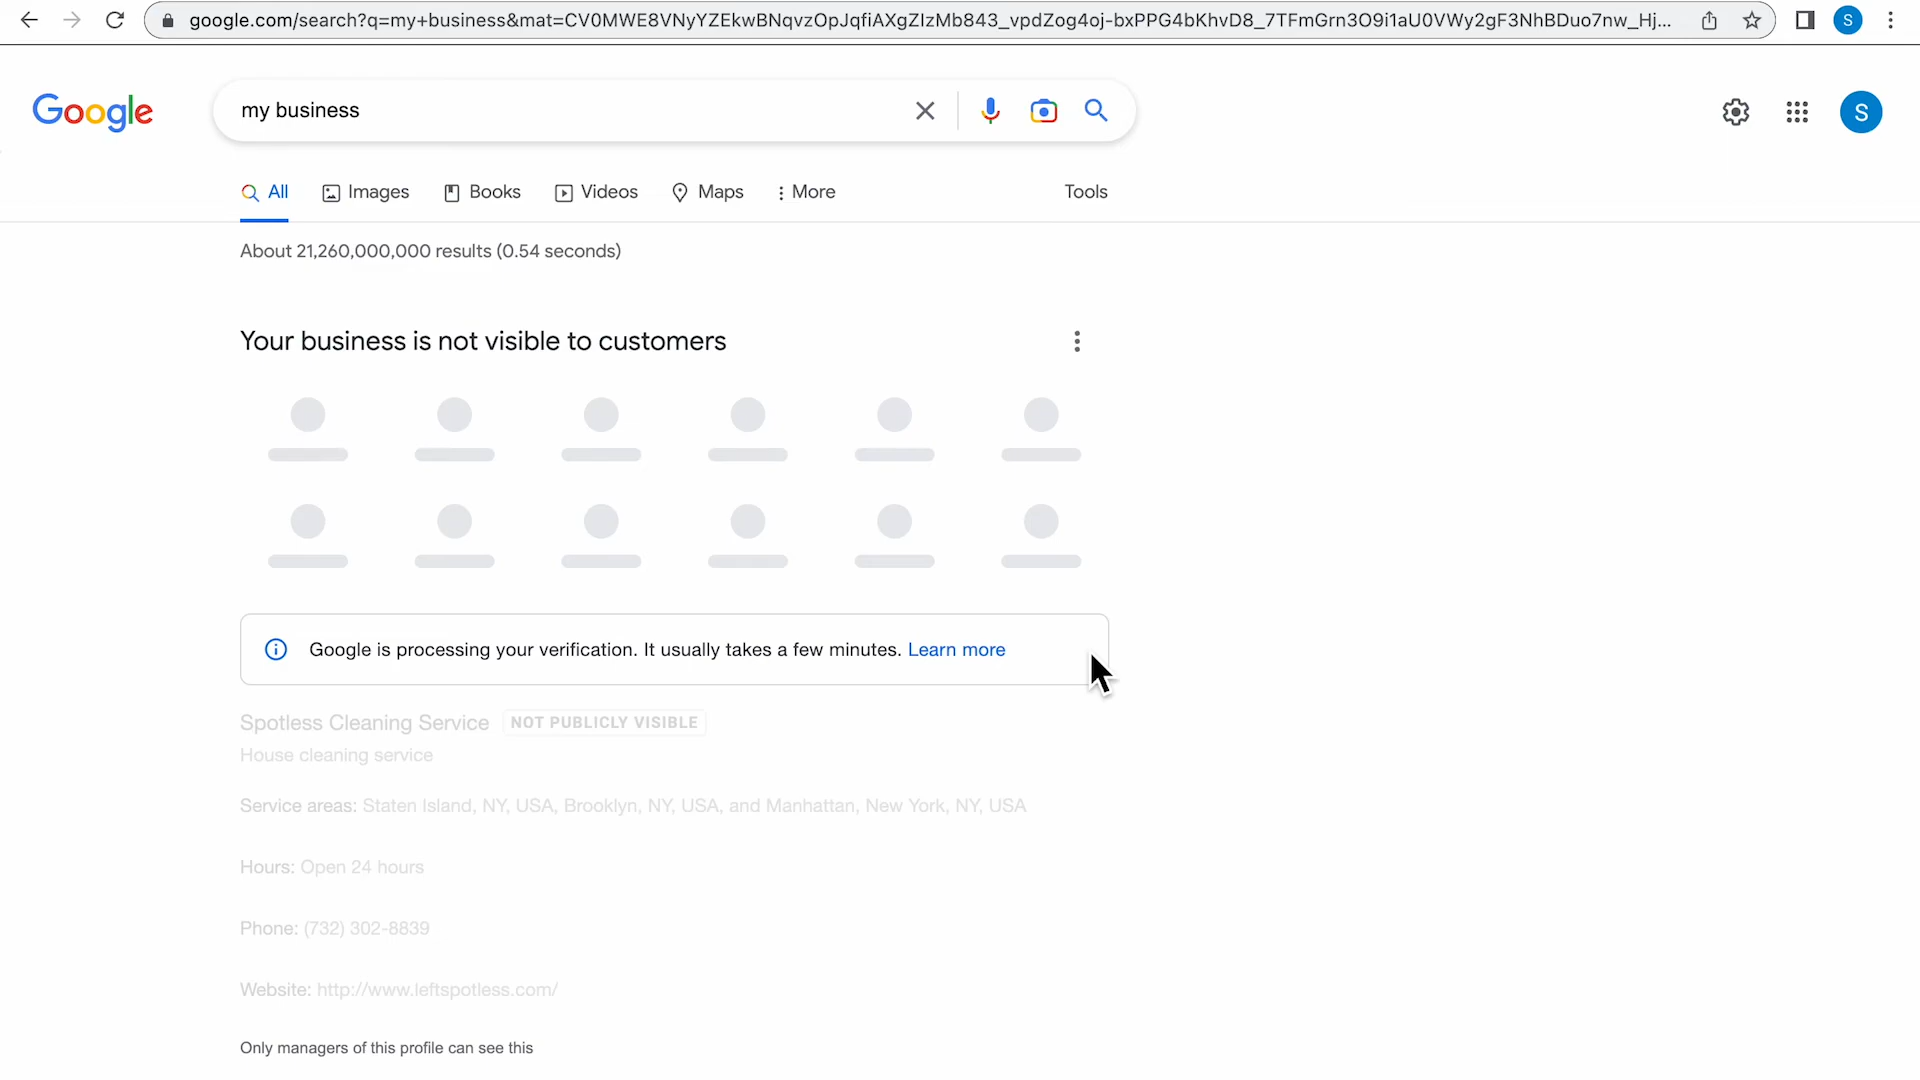 google.com/search?q=my+business&mat=CV0MWE8VNyYZEkwBNqvzOpJqfiAXgZIzMb843_vpdZog4oj-bxPPG4bKhvD8_7TFmGrn3O9i1aU0VWy2gF3NhBDuo7nw_Hj... S
Google my business S
All Images Books Videos Maps More Tools
About 21,260,000,000 results (0.54 seconds)
Your business is not visible to customers
Google is processing your verification. It usually takes a few minutes. Learn more
Spotless Cleaning Service NOT PUBLICLY VISIBLE
House cleaning service
Service areas: Staten Island, NY, USA, Brooklyn, NY, USA, and Manhattan, New York, NY, USA
Hours: Open 24 hours
Phone: (732) 302-8839
Website: http://www.leftspotless.com/
Only managers of this profile can see this